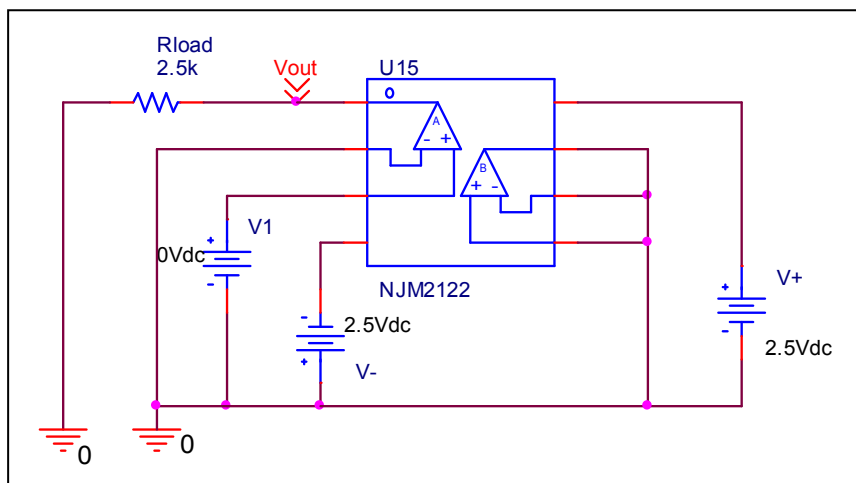 Rload
2.5k
Vout
U15
A
- +
B
+ -
V1
+
0Vdc
-
NJM2122
-
2.5Vdc
+
V-
V+
+
-
2.5Vdc
0
0